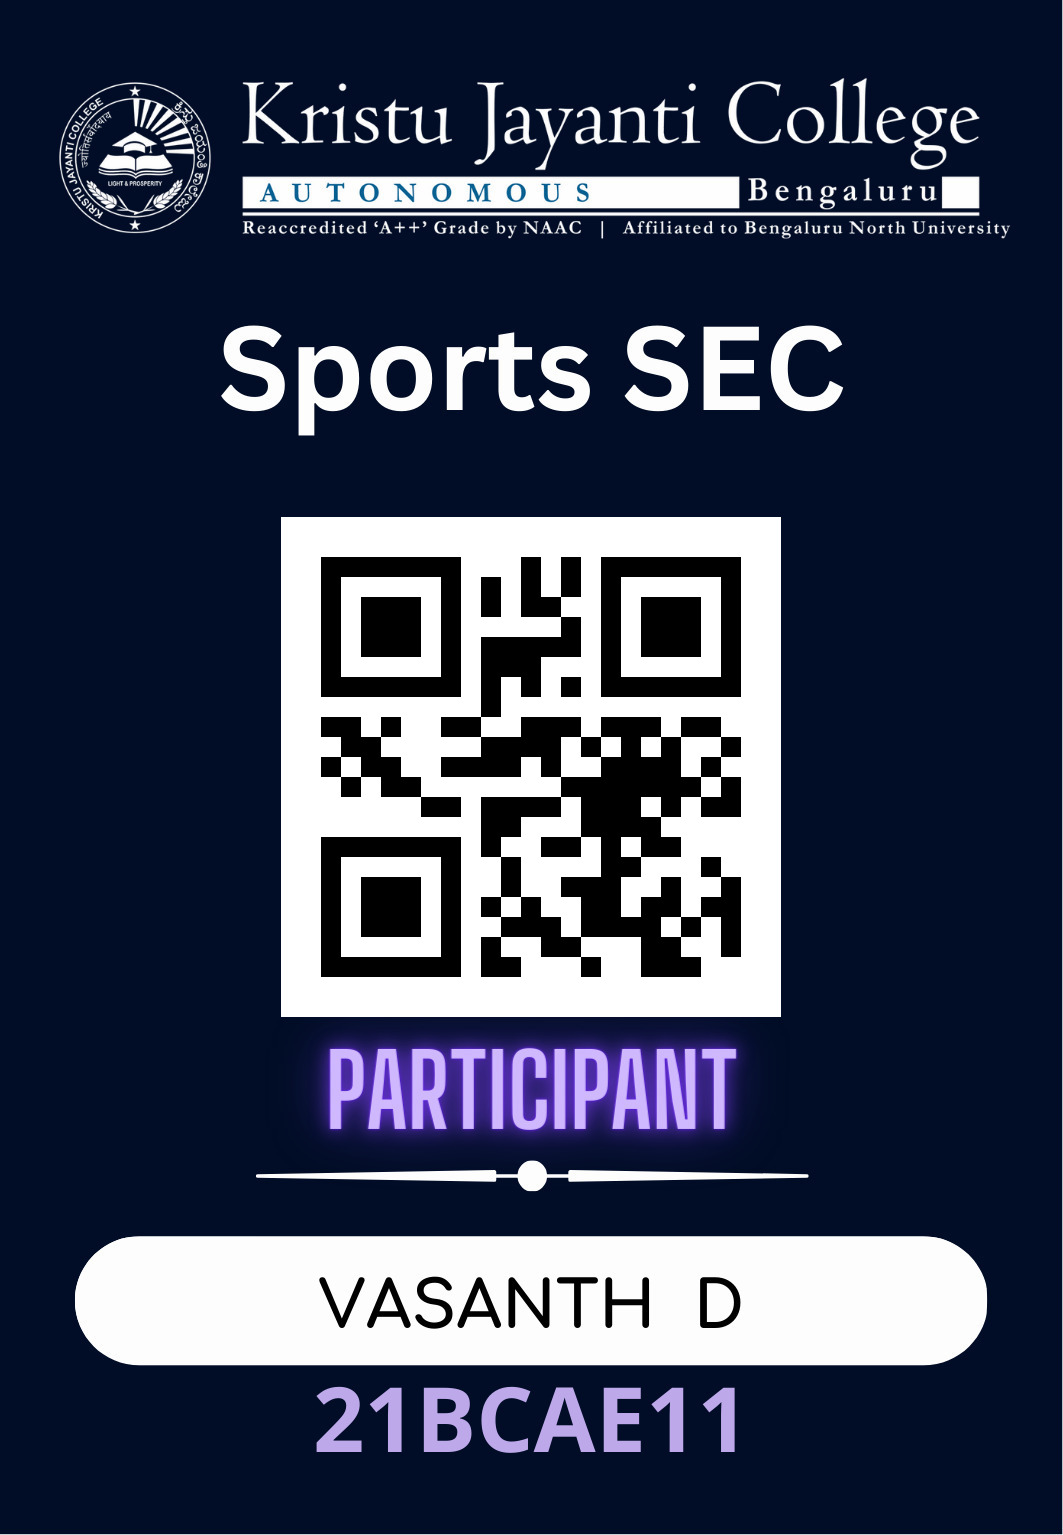 Kristu Jayanti College
AUTONOMOUS Bengaluru
Reaccredited ‘A++’ Grade by NAAC | Affiliated to Bengaluru North University
KRISTU JAYANTI COLLEGE
LIGHT & PROSPERITY
Sports SEC
PARTICIPANT
VASANTH D
21BCAE11